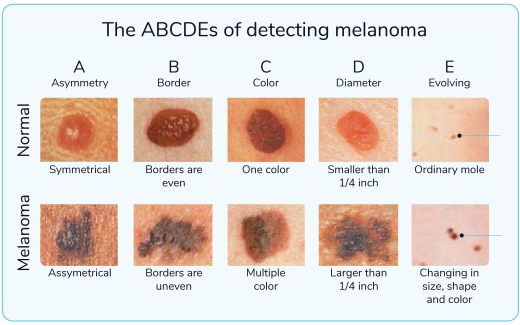 The ABCDEs of detecting melanoma
A B C D E
Asymmetry Border Color Diameter Evolving
Normal
Symmetrical Borders are even One color Smaller than 1/4 inch Ordinary mole
Melanoma
Assymetrical Borders are uneven Multiple color Larger than 1/4 inch Changing in size, shape and color